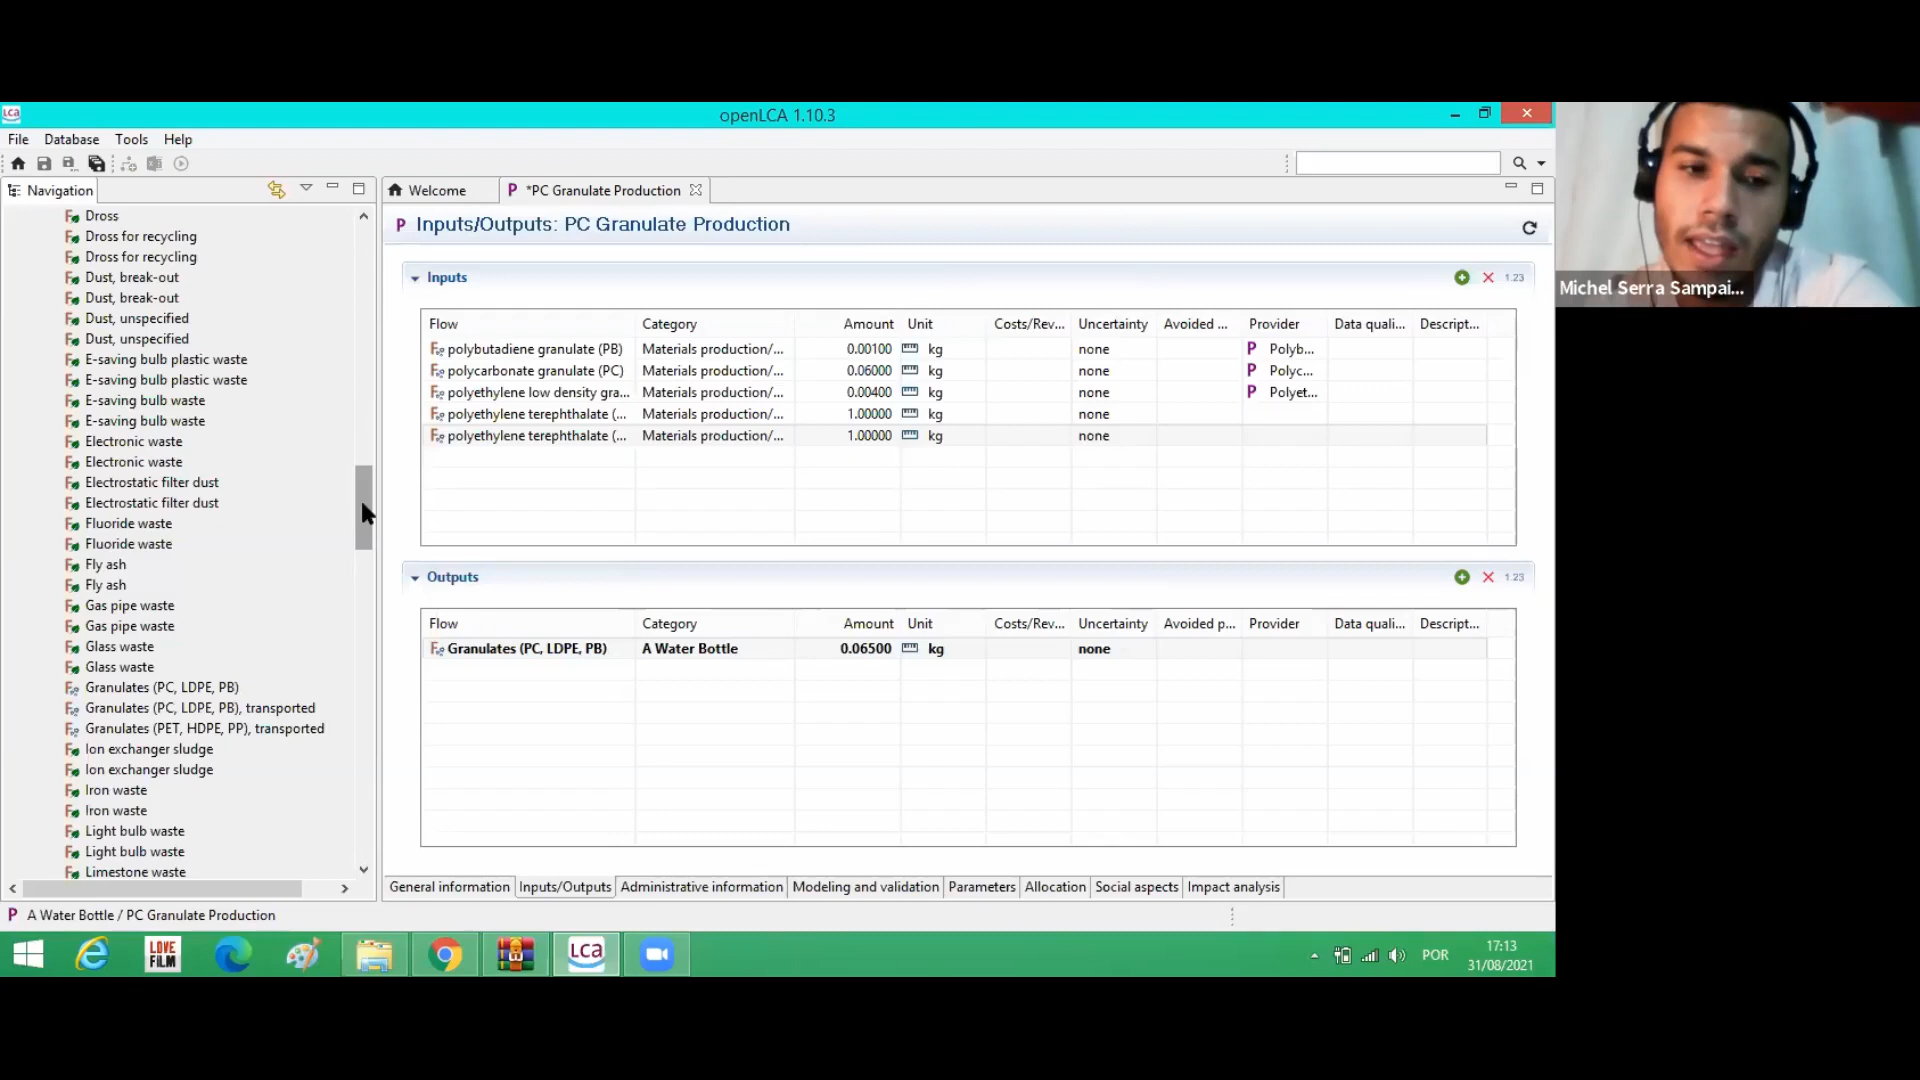 LCA
openLCA 1.10.3
File Database Tools Help
Navigation
Welcome
*PC Granulate Production
Inputs/Outputs: PC Granulate Production
Inputs
1.23
Flow Category Amount Unit Costs/Rev... Uncertainty Avoided ... Provider Data quali... Descript...
polybutadiene granulate (PB) Materials production/... 0.00100 kg none P Polyb...
polycarbonate granulate (PC) Materials production/... 0.06000 kg none P Polyc...
polyethylene low density gra... Materials production/... 0.00400 kg none P Polyet...
polyethylene terephthalate (... Materials production/... 1.00000 kg none
polyethylene terephthalate (... Materials production/... 1.00000 kg none
Outputs
1.23
Flow Category Amount Unit Costs/Rev... Uncertainty Avoided p... Provider Data quali... Descript...
Granulates (PC, LDPE, PB) A Water Bottle 0.06500 kg none
Dross
Dross for recycling
Dross for recycling
Dust, break-out
Dust, break-out
Dust, unspecified
Dust, unspecified
E-saving bulb plastic waste
E-saving bulb plastic waste
E-saving bulb waste
E-saving bulb waste
Electronic waste
Electronic waste
Electrostatic filter dust
Electrostatic filter dust
Fluoride waste
Fluoride waste
Fly ash
Fly ash
Gas pipe waste
Gas pipe waste
Glass waste
Glass waste
Granulates (PC, LDPE, PB)
Granulates (PC, LDPE, PB), transported
Granulates (PET, HDPE, PP), transported
Ion exchanger sludge
Ion exchanger sludge
Iron waste
Iron waste
Light bulb waste
Light bulb waste
Limestone waste
General information Inputs/Outputs Administrative information Modeling and validation Parameters Allocation Social aspects Impact analysis
P A Water Bottle / PC Granulate Production
LOVE
FILM
LCA
POR
17:13
31/08/2021
Michel Serra Sampai...